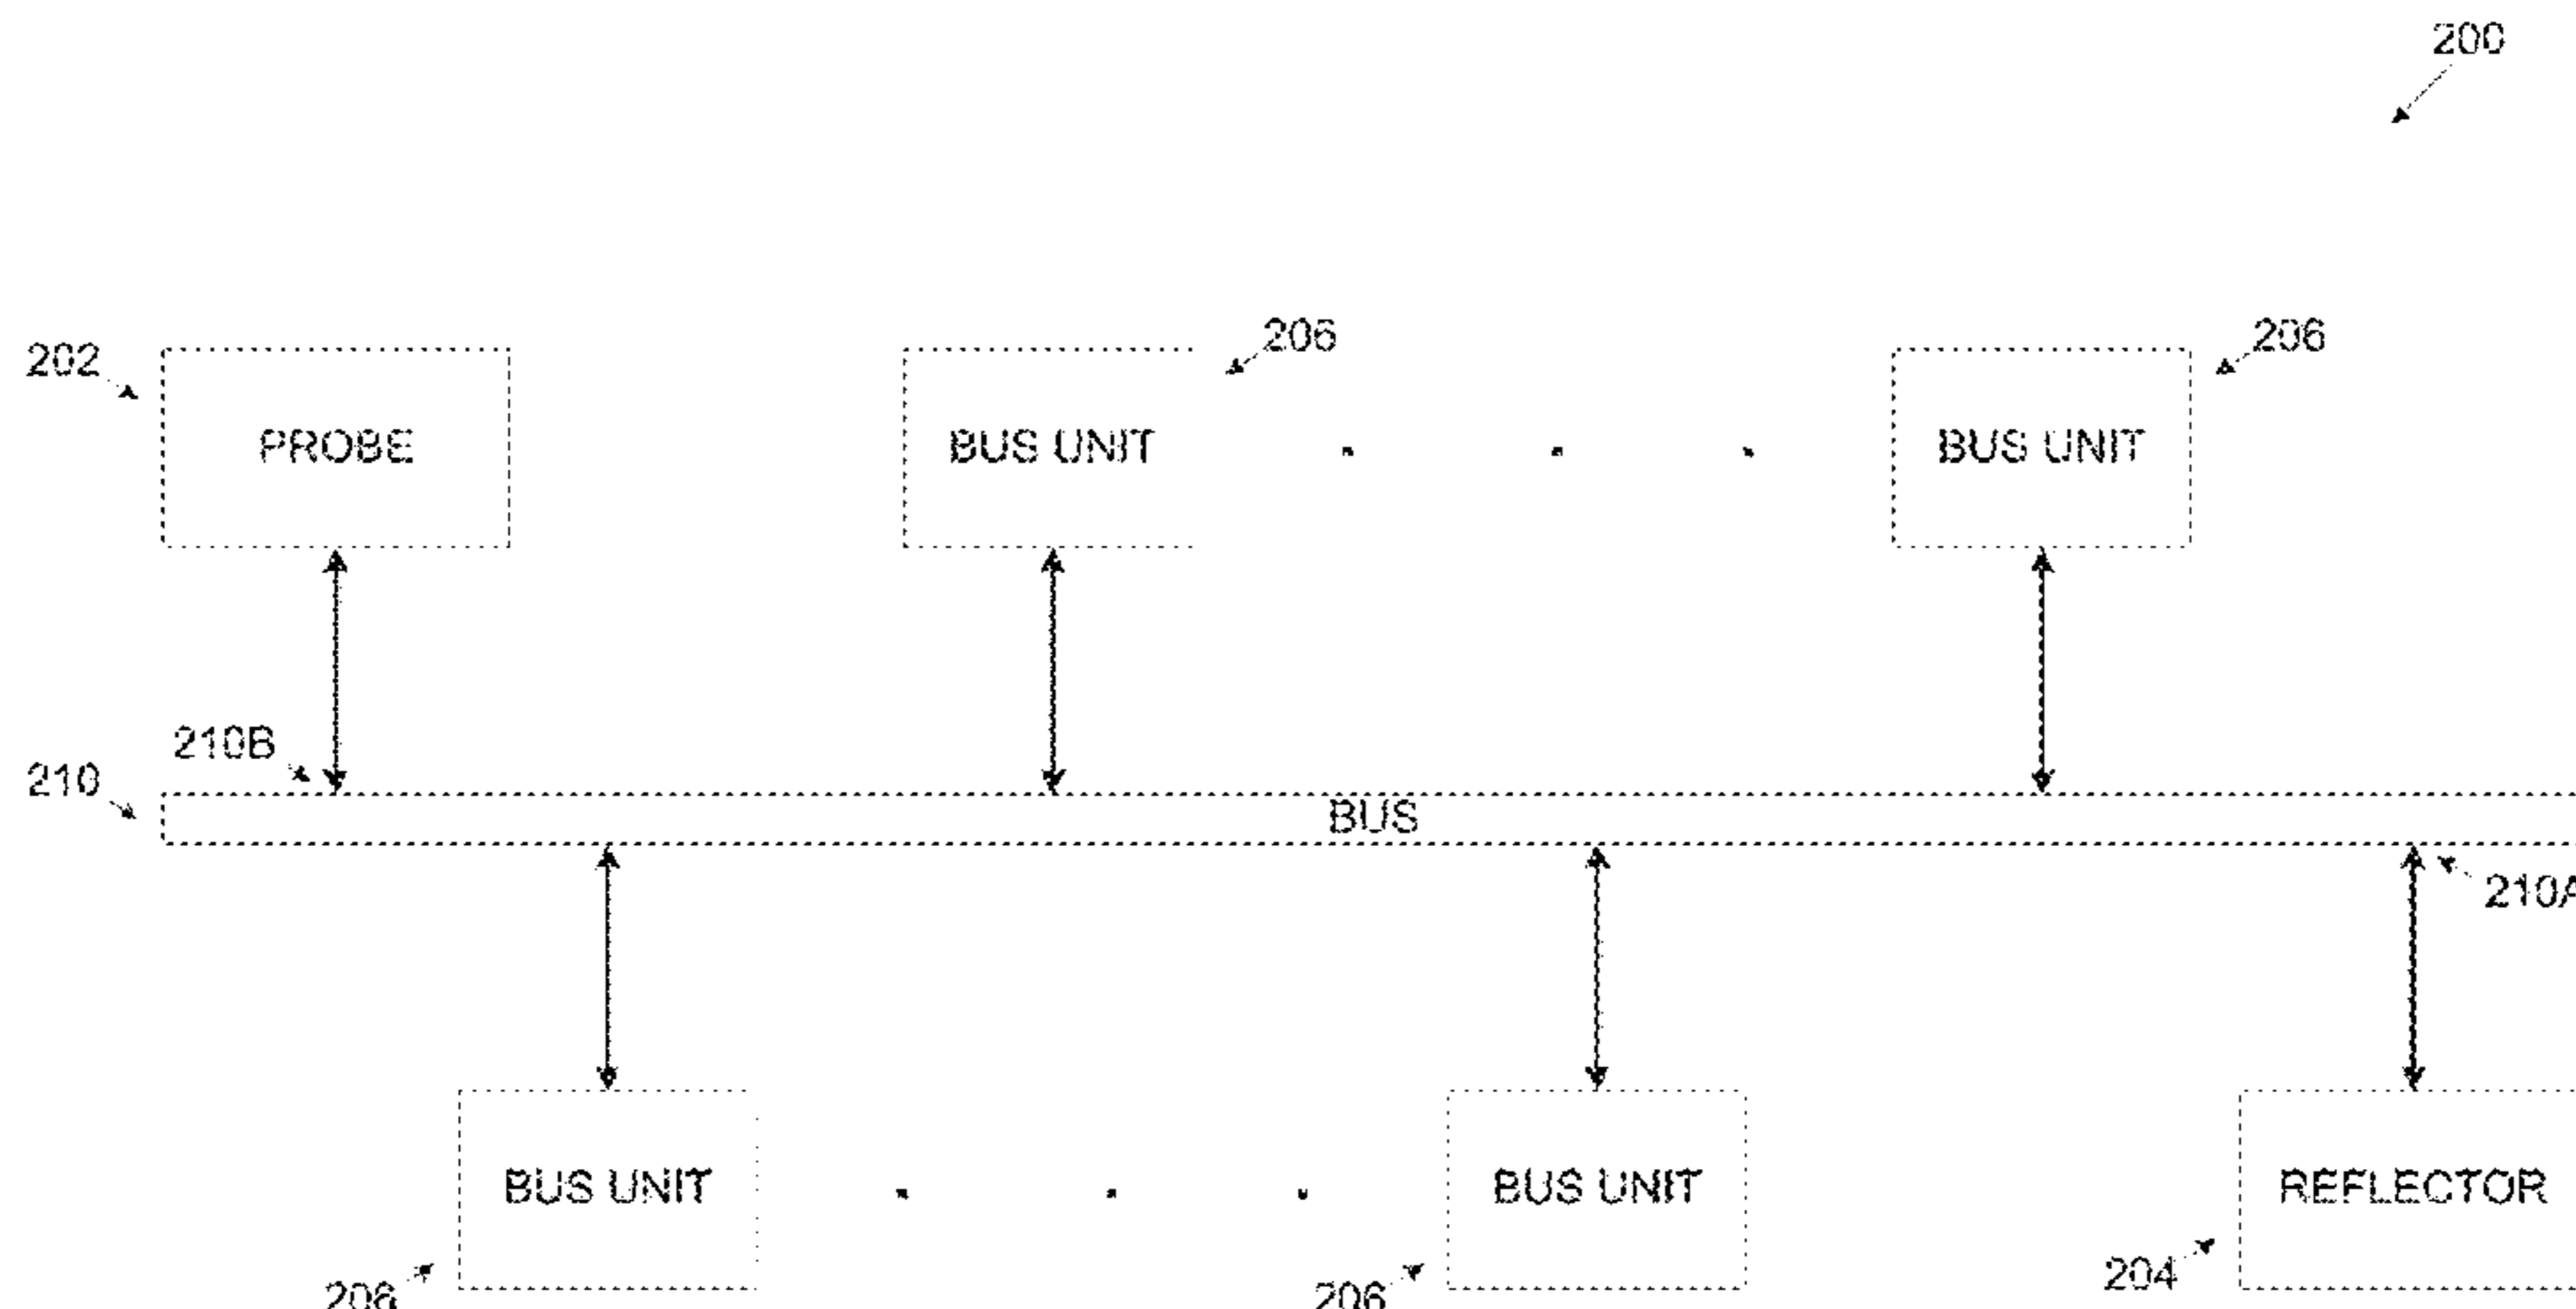 200
202
206
206
PROBE
BUS UNIT
BUS UNIT
210B
210
BUS
210A
BUS UNIT
BUS UNIT
REFLECTOR
204
206
206